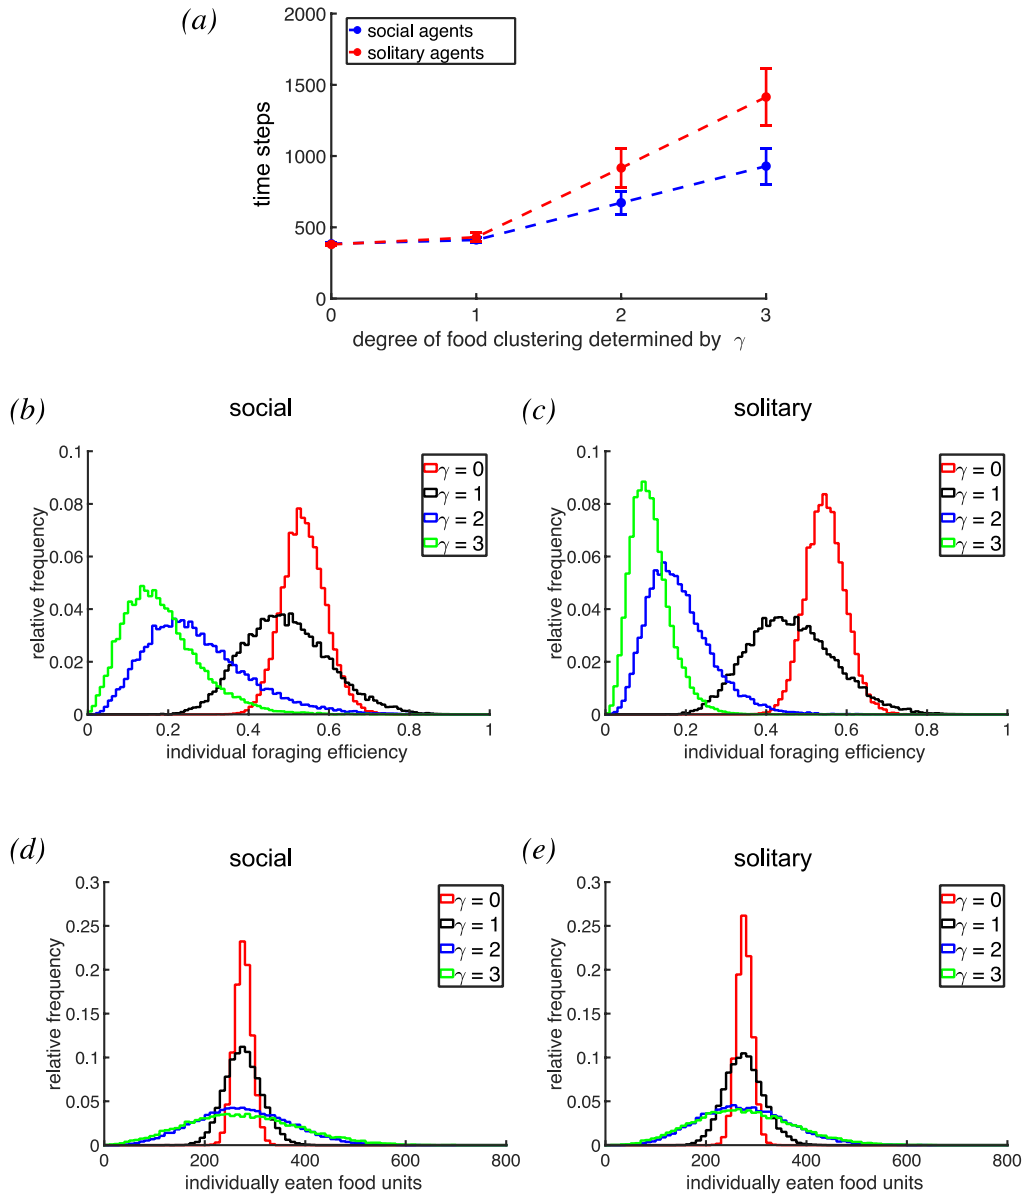 (a)
2000
1500
1000
500
0
time steps
social agents
solitary agents
0 1 2 3
degree of food clustering determined by γ
(b)
social
0.1
0.08
0.06
0.04
0.02
0
relative frequency
γ = 0
γ = 1
γ = 2
γ = 3
0 0.2 0.4 0.6 0.8 1
individual foraging efficiency
(c)
solitary
0.1
0.08
0.06
0.04
0.02
0
relative frequency
γ = 0
γ = 1
γ = 2
γ = 3
0 0.2 0.4 0.6 0.8 1
individual foraging efficiency
(d)
social
0.3
0.25
0.2
0.15
0.1
0.05
0
relative frequency
γ = 0
γ = 1
γ = 2
γ = 3
0 200 400 600 800
individually eaten food units
(e)
solitary
0.3
0.25
0.2
0.15
0.1
0.05
0
relative frequency
γ = 0
γ = 1
γ = 2
γ = 3
0 200 400 600 800
individually eaten food units